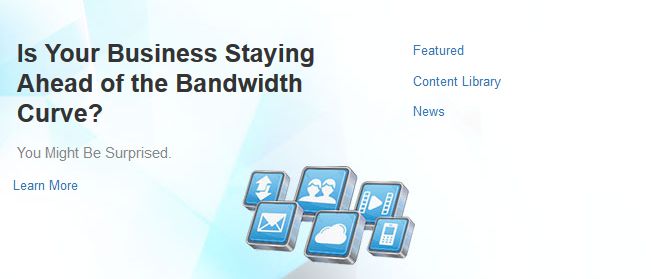 Is Your Business Staying
Ahead of the Bandwidth
Curve?
You Might Be Surprised.
Learn More
Featured
Content Library
News